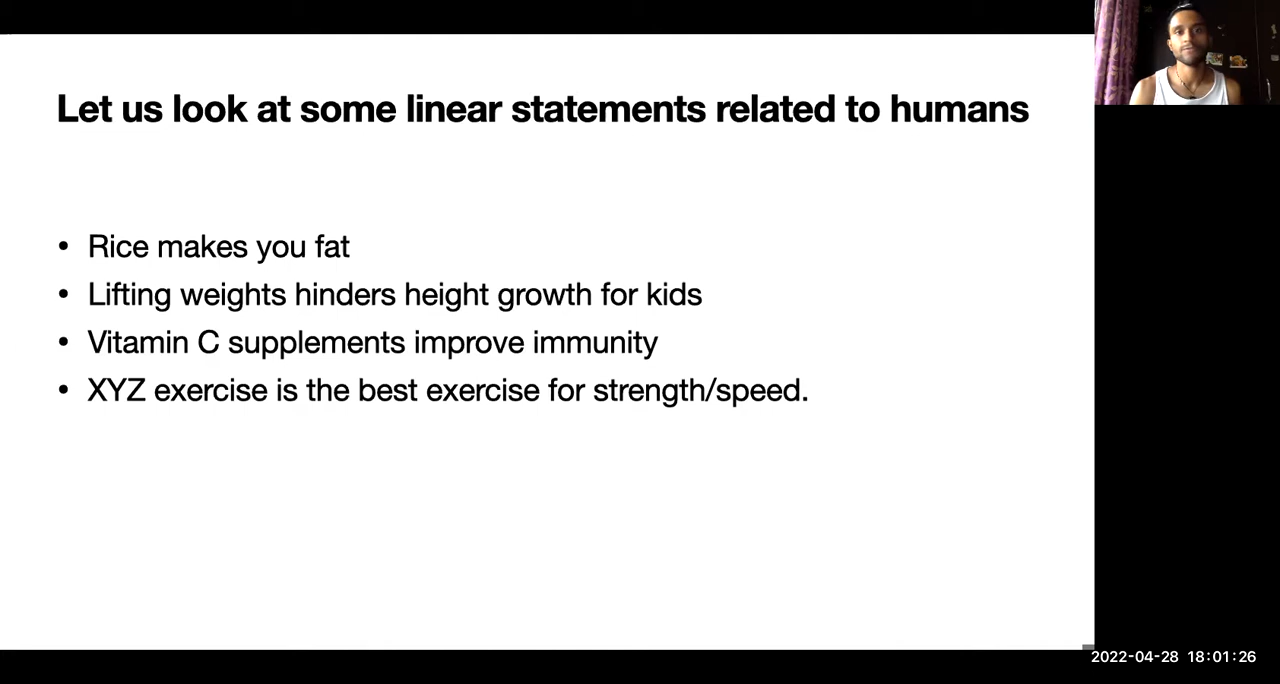 Let us look at some linear statements related to humans
• Rice makes you fat
• Lifting weights hinders height growth for kids
• Vitamin C supplements improve immunity
• XYZ exercise is the best exercise for strength/speed.
2022-04-28 18:01:26